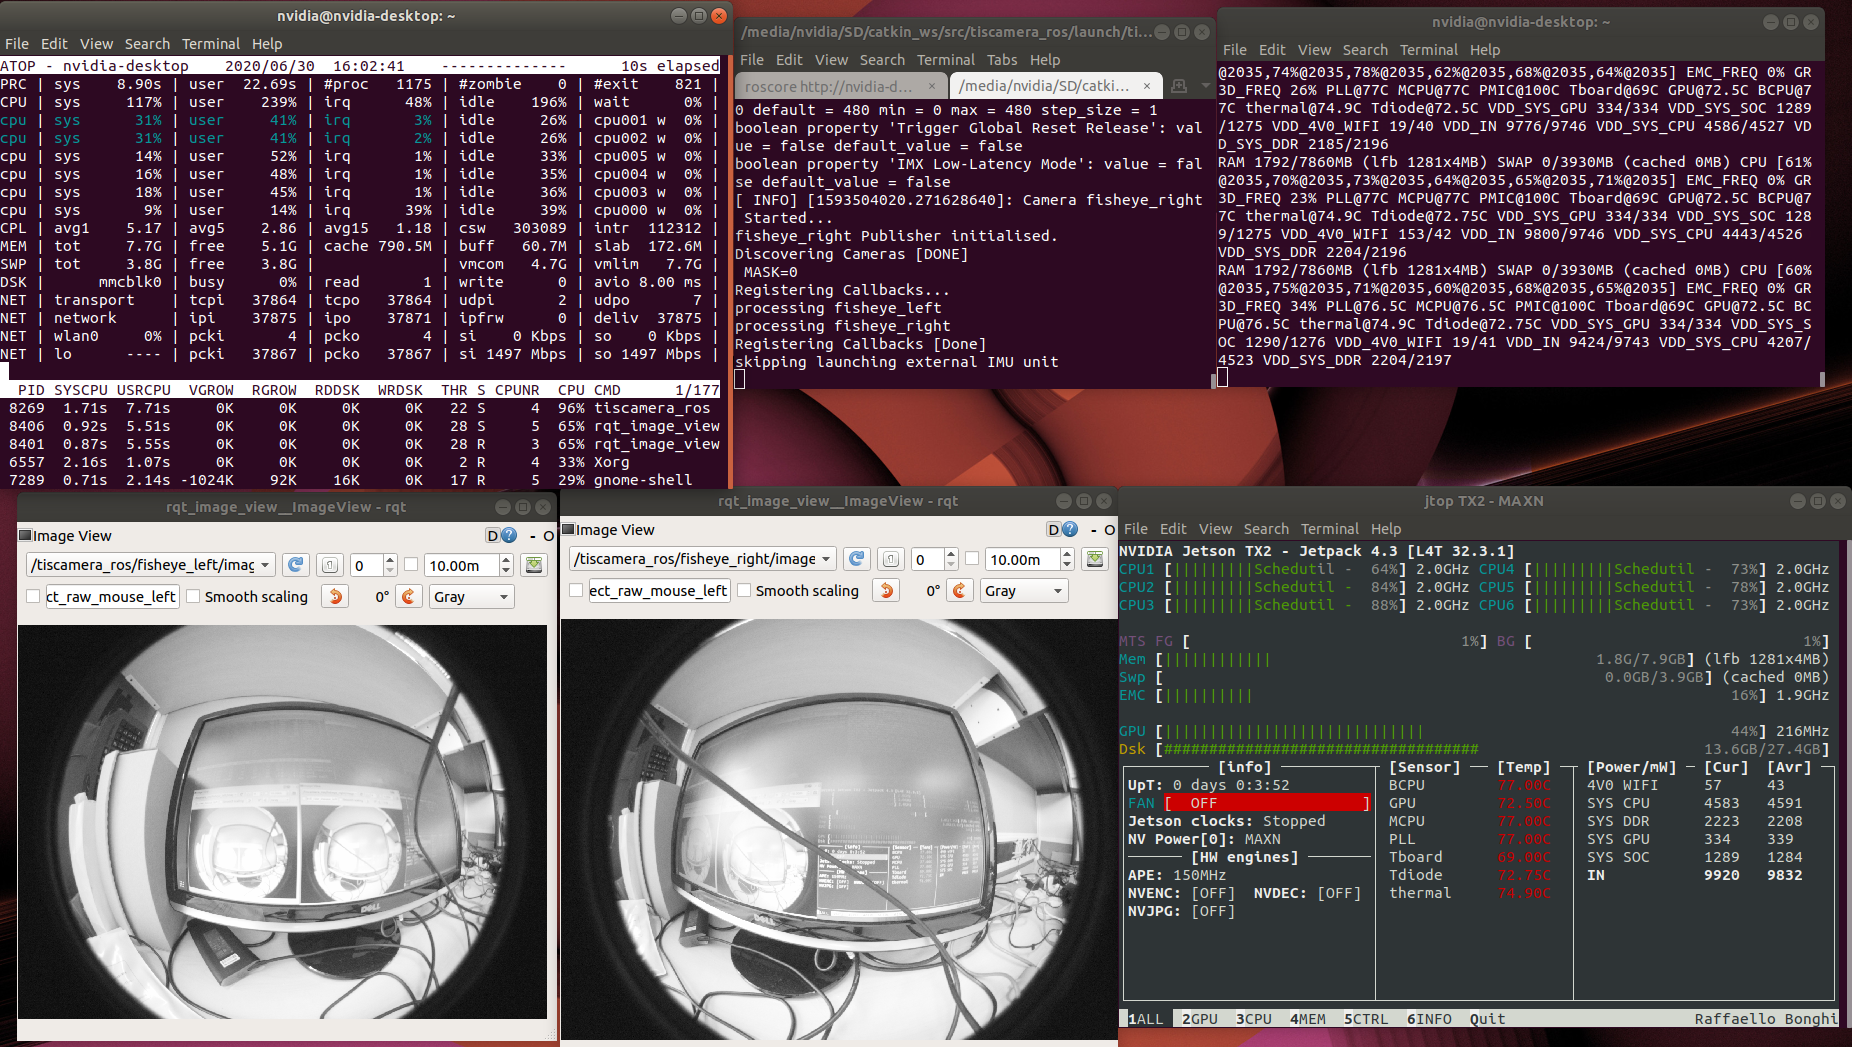 nvidia@nvidia-desktop: ~
File Edit View Search Terminal Help
ATOP - nvidia-desktop 2020/06/30 16:02:41 -------------- 10s elapsed
PRC | sys 8.90s | user 22.69s | #proc 1175 | #zombie 0 | #exit 821 |
CPU | sys 117% | user 239% | irq 48% | idle 196% | wait 0% |
cpu | sys 31% | user 41% | irq 3% | idle 26% | cpu001 w 0% |
cpu | sys 31% | user 41% | irq 2% | idle 26% | cpu002 w 0% |
cpu | sys 14% | user 52% | irq 1% | idle 33% | cpu005 w 0% |
cpu | sys 16% | user 48% | irq 1% | idle 35% | cpu004 w 0% |
cpu | sys 18% | user 45% | irq 1% | idle 36% | cpu003 w 0% |
cpu | sys 9% | user 14% | irq 39% | idle 39% | cpu000 w 0% |
CPL | avg1 5.17 | avg5 2.86 | avg15 1.18 | csw 303089 | intr 112312 |
MEM | tot 7.7G | free 5.1G | cache 790.5M | buff 60.7M | slab 172.6M |
SWP | tot 3.8G | free 3.8G | | vmcom 4.7G | vmlim 7.7G |
DSK | mmcblk0 | busy 0% | read 1 | write 0 | avio 8.00 ms |
NET | transport | tcpi 37864 | tcpo 37864 | udpi 2 | udpo 7 |
NET | network | ipi 37875 | ipo 37871 | ipfrw 0 | deliv 37875 |
NET | wlan0 0% | pcki 4 | pcko 4 | si 0 Kbps | so 0 Kbps |
NET | lo ---- | pcki 37867 | pcko 37867 | si 1497 Mbps | so 1497 Mbps |
PID SYSCPU USRCPU VGROW RGROW RDDSK WRDSK THR S CPUNR CPU CMD 1/177
8269 1.71s 7.71s 0K 0K 0K 0K 22 S 4 96% tiscamera_ros
8406 0.92s 5.51s 0K 0K 0K 0K 28 S 5 65% rqt_image_view
8401 0.87s 5.55s 0K 0K 0K 0K 28 R 3 65% rqt_image_view
6557 2.16s 1.07s 0K 0K 0K 0K 2 R 4 33% Xorg
7289 0.71s 2.14s -1024K 92K 16K 0K 17 R 5 29% gnome-shell
/media/nvidia/SD/catkin_ws/src/tiscamera_ros/launch/ti...
File Edit View Search Terminal Tabs Help
roscore http://nvidia-d... × /media/nvidia/SD/catki... ×
0 default = 480 min = 0 max = 480 step_size = 1
boolean property 'Trigger Global Reset Release': val
ue = false default_value = false
boolean property 'IMX Low-Latency Mode': value = fal
se default_value = false
[ INFO] [1593504020.271628640]: Camera fisheye_right
Started...
fisheye_right Publisher initialised.
Discovering Cameras [DONE]
MASK=0
Registering Callbacks...
processing fisheye_left
processing fisheye_right
Registering Callbacks [Done]
skipping launching external IMU unit
nvidia@nvidia-desktop: ~
File Edit View Search Terminal Help
@2035,74%@2035,78%@2035,62%@2035,68%@2035,64%@2035] EMC_FREQ 0% GR
3D_FREQ 26% PLL@77C MCPU@77C PMIC@100C Tboard@69C GPU@72.5C BCPU@7
7C thermal@74.9C Tdiode@72.5C VDD_SYS_GPU 334/334 VDD_SYS_SOC 1289
/1275 VDD_4V0_WIFI 19/40 VDD_IN 9776/9746 VDD_SYS_CPU 4586/4527 VD
D_SYS_DDR 2185/2196
RAM 1792/7860MB (lfb 1281x4MB) SWAP 0/3930MB (cached 0MB) CPU [61%
@2035,70%@2035,73%@2035,64%@2035,65%@2035,71%@2035] EMC_FREQ 0% GR
3D_FREQ 23% PLL@77C MCPU@77C PMIC@100C Tboard@69C GPU@72.5C BCPU@7
7C thermal@74.9C Tdiode@72.75C VDD_SYS_GPU 334/334 VDD_SYS_SOC 128
9/1275 VDD_4V0_WIFI 153/42 VDD_IN 9800/9746 VDD_SYS_CPU 4443/4526
VDD_SYS_DDR 2204/2196
RAM 1792/7860MB (lfb 1281x4MB) SWAP 0/3930MB (cached 0MB) CPU [60%
@2035,75%@2035,71%@2035,60%@2035,68%@2035,65%@2035] EMC_FREQ 0% GR
3D_FREQ 34% PLL@76.5C MCPU@76.5C PMIC@100C Tboard@69C GPU@72.5C BC
PU@76.5C thermal@74.9C Tdiode@72.75C VDD_SYS_GPU 334/334 VDD_SYS_S
OC 1290/1276 VDD_4V0_WIFI 19/41 VDD_IN 9424/9743 VDD_SYS_CPU 4207/
4523 VDD_SYS_DDR 2204/2197
rqt_image_view__ImageView - rqt
Image View D ? - O
/tiscamera_ros/fisheye_left/imag 0 10.00m
ct_raw_mouse_left Smooth scaling 0° Gray
DELL
rqt_image_view__ImageView - rqt
Image View D ? - O
/tiscamera_ros/fisheye_right/image 0 10.00m
ect_raw_mouse_left Smooth scaling 0° Gray
DELL
jtop TX2 - MAXN
File Edit View Search Terminal Help
NVIDIA Jetson TX2 - Jetpack 4.3 [L4T 32.3.1]
CPU1 [||||||||||Schedutil - 64%] 2.0GHz CPU4 [||||||||||Schedutil - 73%] 2.0GHz
CPU2 [||||||||||Schedutil - 84%] 2.0GHz CPU5 [||||||||||Schedutil - 78%] 2.0GHz
CPU3 [||||||||||Schedutil - 88%] 2.0GHz CPU6 [||||||||||Schedutil - 73%] 2.0GHz
MTS FG [ 1%] BG [ 1%]
Mem [|||||||||||| 1.8G/7.9GB] (lfb 1281x4MB)
Swp [ 0.0GB/3.9GB] (cached 0MB)
EMC [|||||||||| 16%] 1.9GHz
GPU [||||||||||||||||||||||||||||| 44%] 216MHz
Dsk [################################### 13.6GB/27.4GB]
[info] [Sensor] [Temp] [Power/mW] [Cur] [Avr]
UpT: 0 days 0:3:52 BCPU 77.00C 4V0 WIFI 57 43
FAN [ OFF ] GPU 72.50C SYS CPU 4583 4591
Jetson clocks: Stopped MCPU 77.00C SYS DDR 2223 2208
NV Power[0]: MAXN PLL 77.00C SYS GPU 334 339
[HW engines] Tboard 69.00C SYS SOC 1289 1284
APE: 150MHz Tdiode 72.75C IN 9920 9832
NVENC: [OFF] NVDEC: [OFF] thermal 74.90C
NVJPG: [OFF]
1ALL 2GPU 3CPU 4MEM 5CTRL 6INFO Quit Raffaello Bonghi